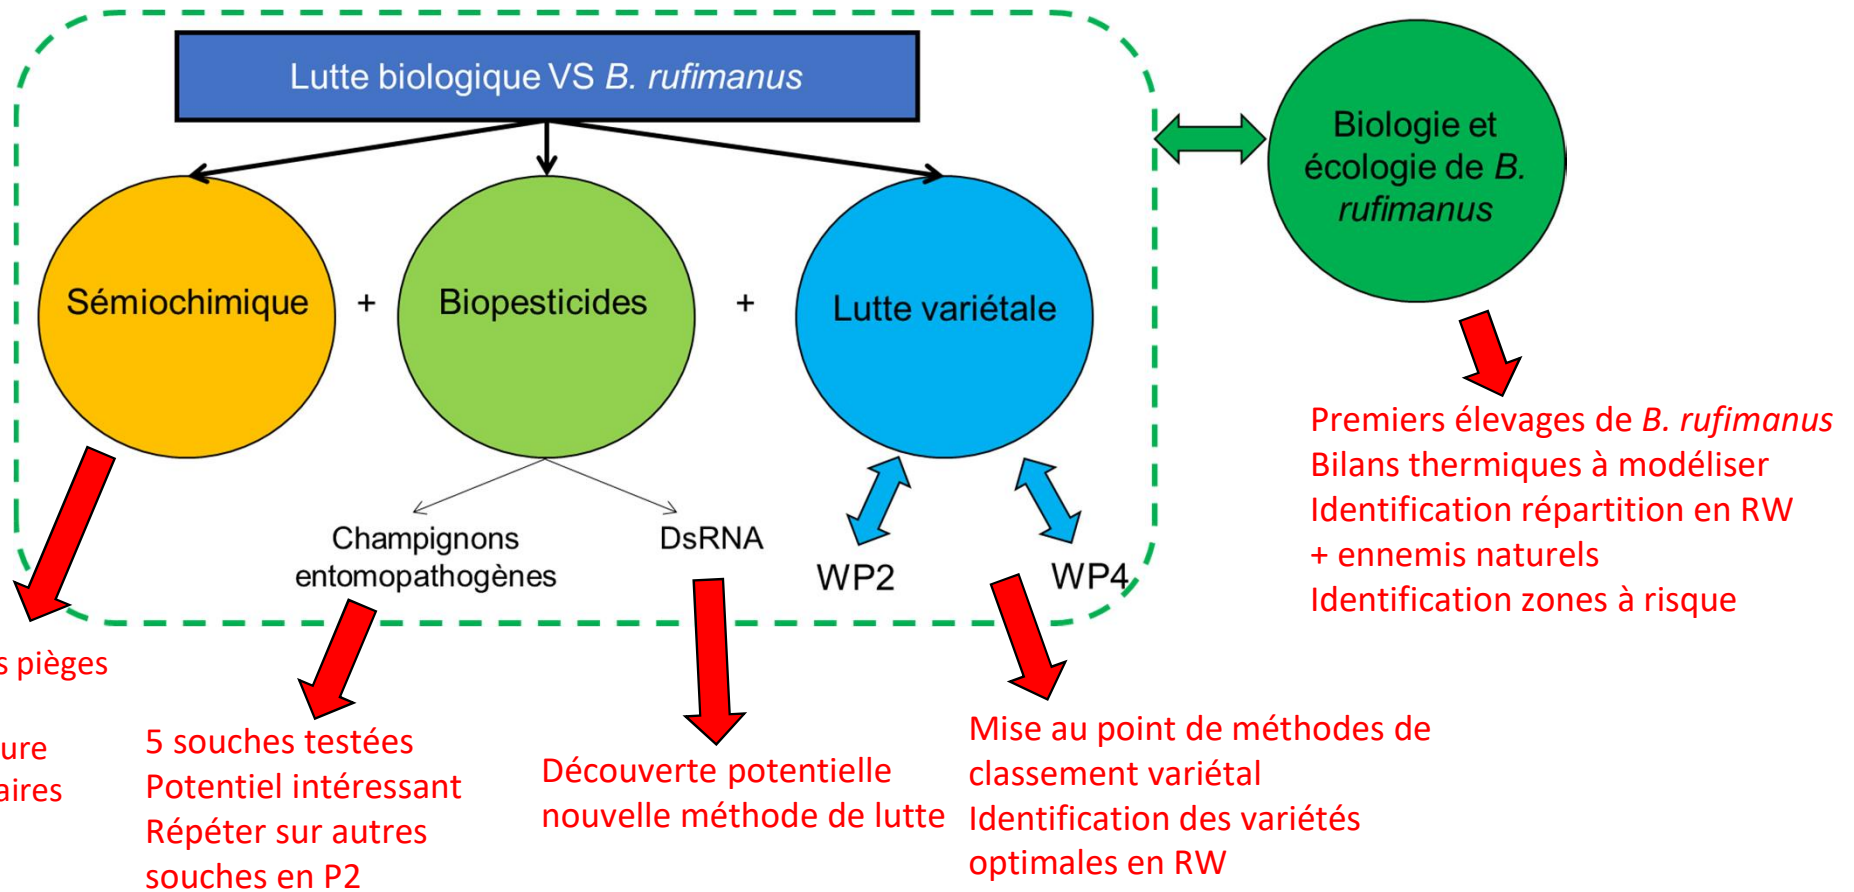 Lutte biologique VS B. rufimanus
Biologie et
écologie de B.
rufimanus
Sémiochimique
+
Biopesticides
+
Lutte variétale
Champignons
entomopathogènes
DsRNA
WP2
WP4
Premiers élevages de B. rufimanus
Bilans thermiques à modéliser
Identification répartition en RW
+ ennemis naturels
Identification zones à risque
pièges
5 souches testées
Potentiel intéressant
Répéter sur autres
souches en P2
Découverte potentielle
nouvelle méthode de lutte
Mise au point de méthodes de
classement variétal
Identification des variétés
optimales en RW